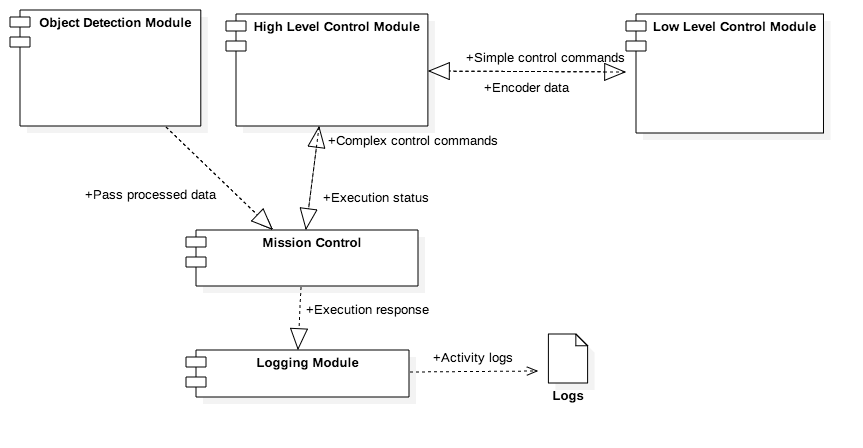 Object Detection Module
High Level Control Module
Low Level Control Module
+Simple control commands
+Encoder data
+Complex control commands
+Pass processed data
+Execution status
Mission Control
+Execution response
Logging Module
+Activity logs
Logs